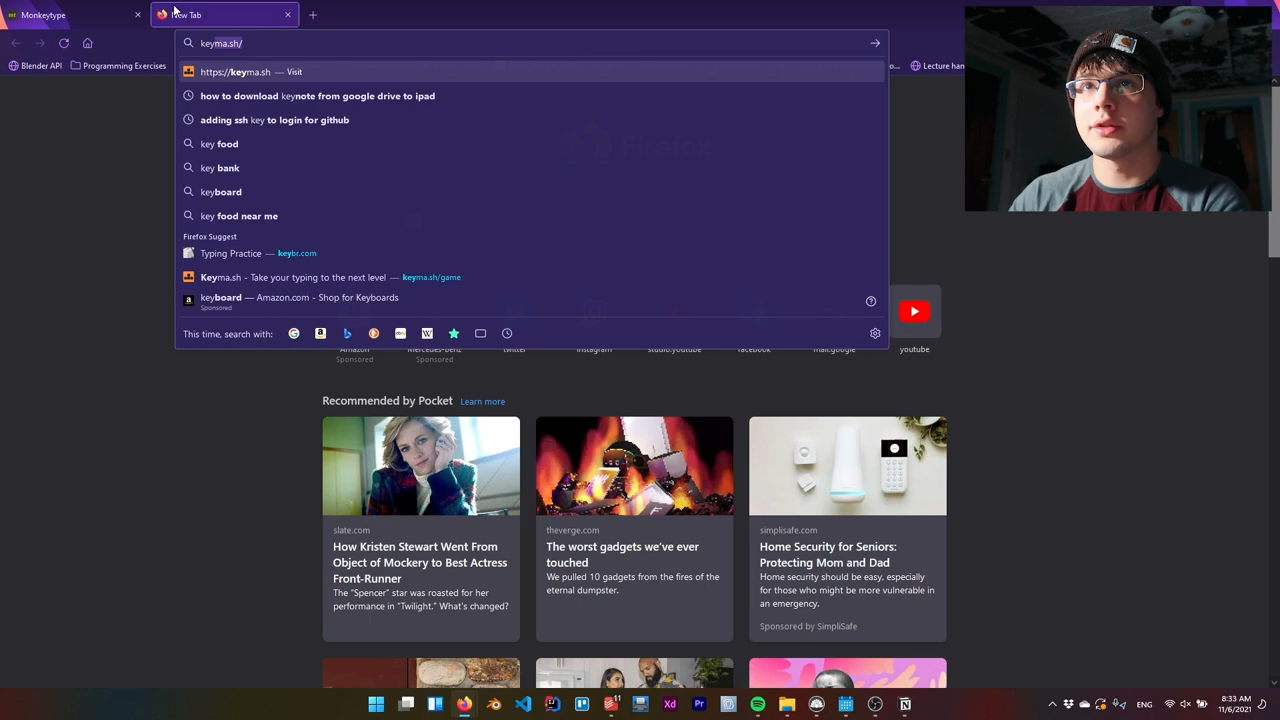 Monkeytype
New Tab
keyma.sh/
Blender API
Programming Exercises
Lecture han
https://keyma.sh — Visit
how to download keynote from google drive to ipad
adding ssh key to login for github
key food
key bank
keyboard
key food near me
Firefox Suggest
Typing Practice — keybr.com
Keyma.sh - Take your typing to the next level — keyma.sh/game
keyboard — Amazon.com - Shop for Keyboards
Sponsored
This time, search with:
Firefox
Amazon
Sponsored
Mercedes-Benz
Sponsored
twitter
instagram
studio.youtube
facebook
mail.google
youtube
Recommended by Pocket Learn more
slate.com
How Kristen Stewart Went From
Object of Mockery to Best Actress
Front-Runner
The “Spencer” star was roasted for her
performance in “Twilight.” What’s changed?
theverge.com
The worst gadgets we’ve ever
touched
We pulled 10 gadgets from the fires of the
eternal dumpster.
simplisafe.com
Home Security for Seniors:
Protecting Mom and Dad
Home security should be easy, especially
for those who might be more vulnerable in
an emergency.
Sponsored by SimpliSafe
11
ENG
8:33 AM
11/6/2021